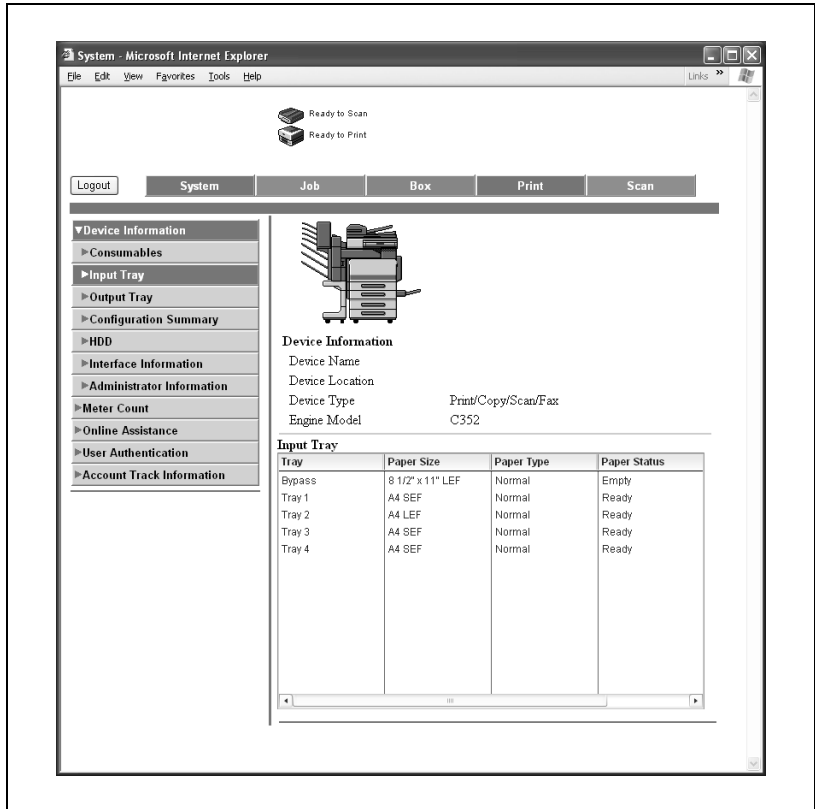 System - Microsoft Internet Explorer
File Edit View Favorites Tools Help Links »
Ready to Scan
Ready to Print
Logout System Job Box Print Scan
▼Device Information
►Consumables
►Input Tray
►Output Tray
►Configuration Summary
►HDD
►Interface Information
►Administrator Information
►Meter Count
►Online Assistance
►User Authentication
►Account Track Information
Device Information
Device Name
Device Location
Device Type Print/Copy/Scan/Fax
Engine Model C352
Input Tray
Tray Paper Size Paper Type Paper Status
Bypass 8 1/2" x 11" LEF Normal Empty
Tray 1 A4 SEF Normal Ready
Tray 2 A4 LEF Normal Ready
Tray 3 A4 SEF Normal Ready
Tray 4 A4 SEF Normal Ready